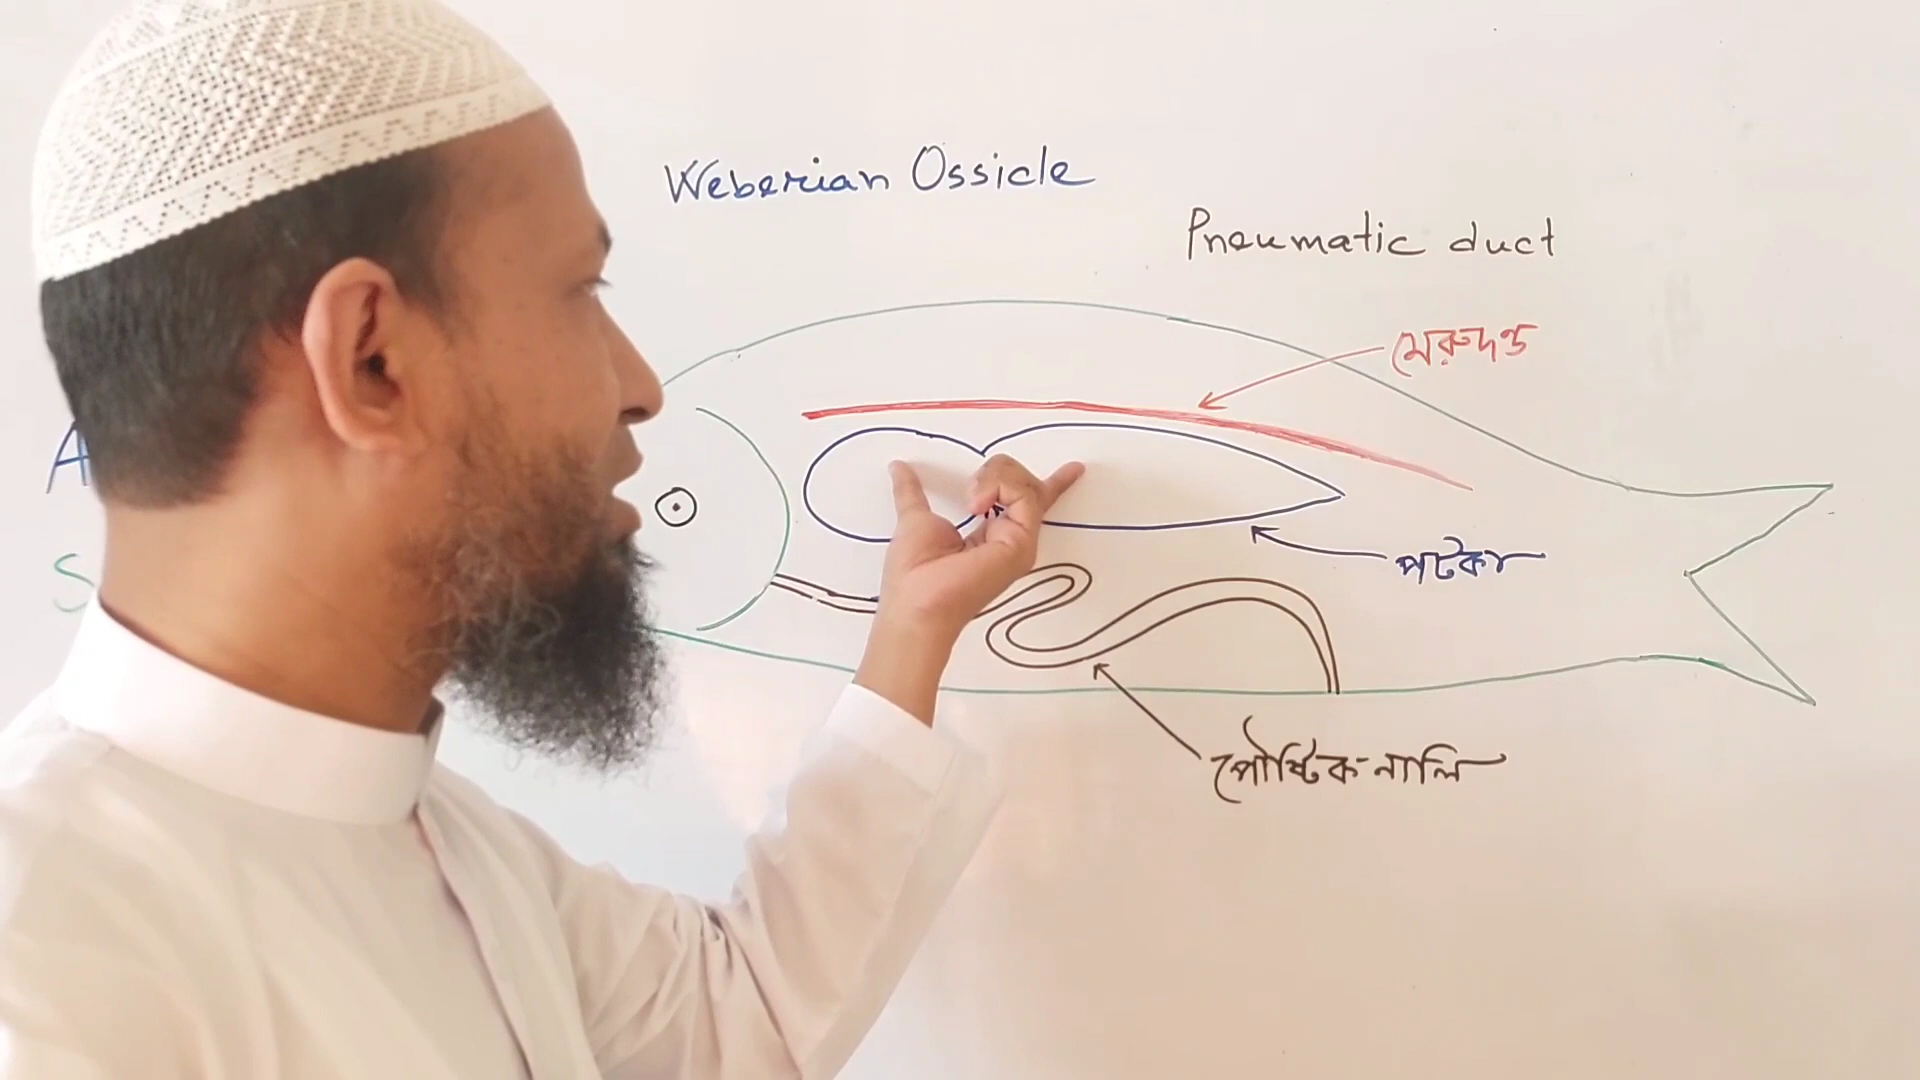 Weberian Ossicle
Pneumatic duct
মেরুদণ্ড
A
পটকা
S
পৌষ্টিক-নালি